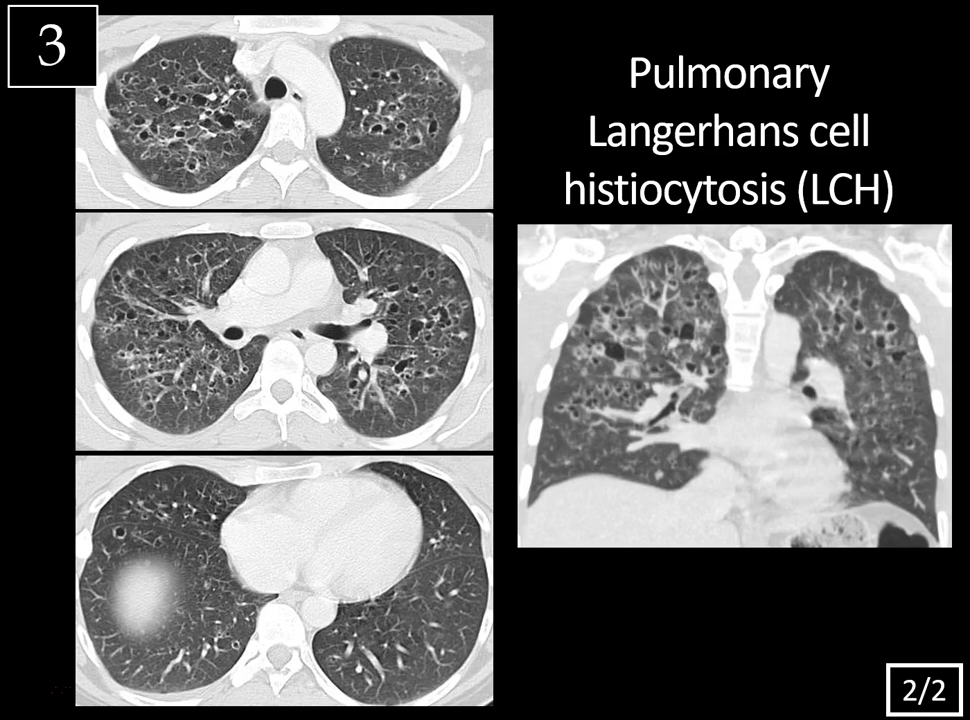 3
Pulmonary
Langerhans cell
histiocytosis (LCH)
2/2